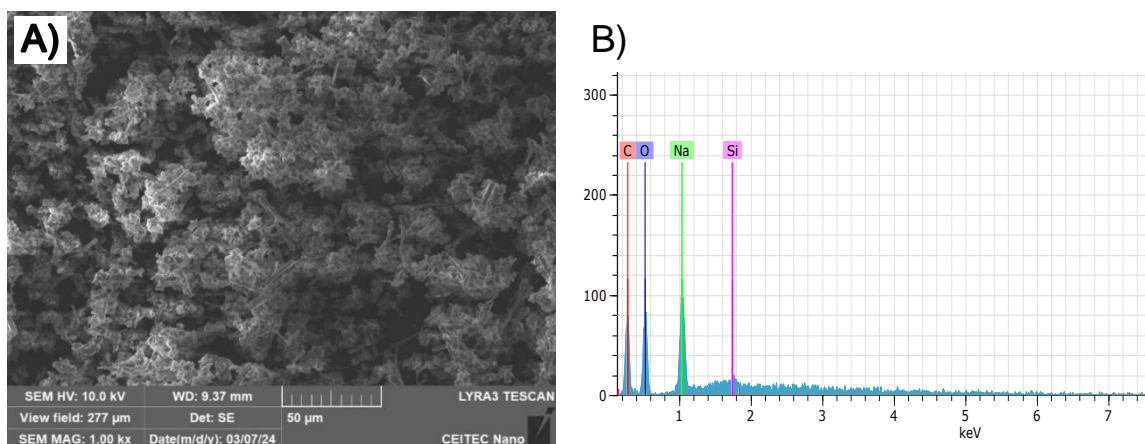 A)
SEM HV: 10.0 kV WD: 9.37 mm LYRA3 TESCAN
View field: 277 µm Det: SE 50 µm
SEM MAG: 1.00 kx Date(m/d/y): 03/07/24 CEITEC Nano
B)
300
200
100
0
C O Na Si
1 2 3 4 5 6 7
keV